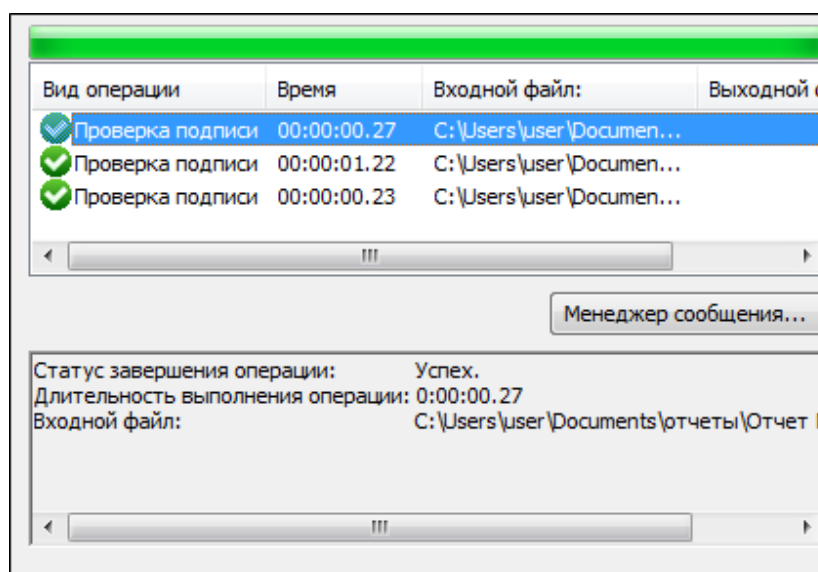 Вид операции Время Входной файл: Выходной
Проверка подписи 00:00:00.27 C:\Users\user\Documen...
Проверка подписи 00:00:01.22 C:\Users\user\Documen...
Проверка подписи 00:00:00.23 C:\Users\user\Documen...
Менеджер сообщения...
Статус завершения операции: Успех.
Длительность выполнения операции: 0:00:00.27
Входной файл: C:\Users\user\Documents\отчеты\Отчет